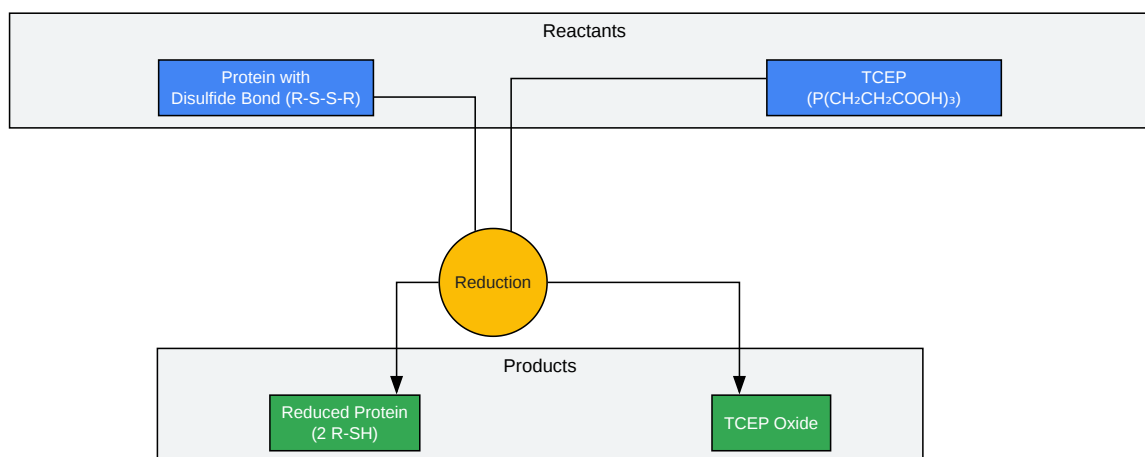 Reactants
Protein with
Disulfide Bond (R-S-S-R)
TCEP
(P(CH₂CH₂COOH)₃)
Reduction
Products
Reduced Protein
(2 R-SH)
TCEP Oxide